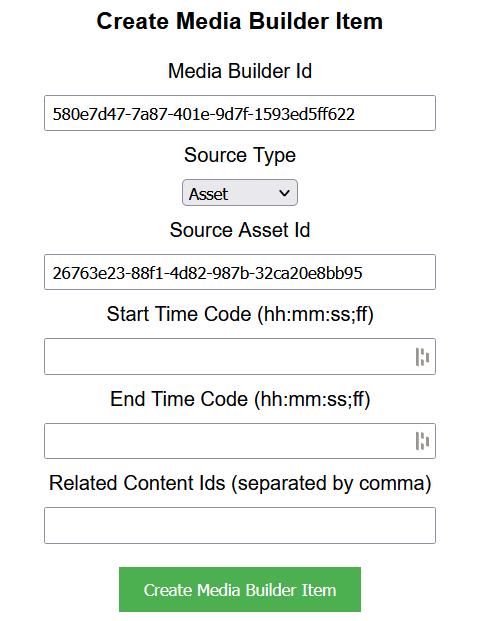 Create Media Builder Item
Media Builder Id
580e7d47-7a87-401e-9d7f-1593ed5ff622
Source Type
Asset
Source Asset Id
26763e23-88f1-4d82-987b-32ca20e8bb95
Start Time Code (hh:mm:ss;ff)
End Time Code (hh:mm:ss;ff)
Related Content Ids (separated by comma)
Create Media Builder Item